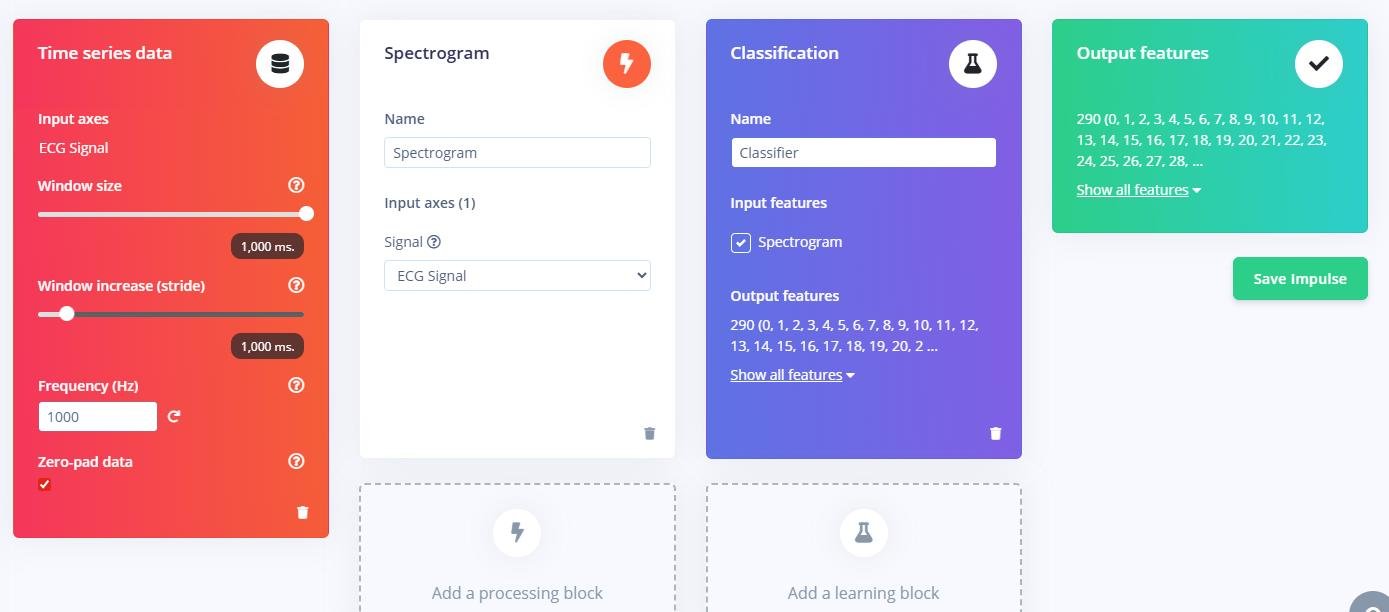 Time series data
Input axes
ECG Signal
Window size
1,000 ms.
Window increase (stride)
1,000 ms.
Frequency (Hz)
1000
Zero-pad data
Spectrogram
Name
Spectrogram
Input axes (1)
Signal
ECG Signal
Add a processing block
Classification
Name
Classifier
Input features
Spectrogram
Output features
290 (0, 1, 2, 3, 4, 5, 6, 7, 8, 9, 10, 11, 12,
13, 14, 15, 16, 17, 18, 19, 20, 2 ...
Show all features
Add a learning block
Output features
290 (0, 1, 2, 3, 4, 5, 6, 7, 8, 9, 10, 11, 12,
13, 14, 15, 16, 17, 18, 19, 20, 21, 22, 23,
24, 25, 26, 27, 28, ...
Show all features
Save Impulse